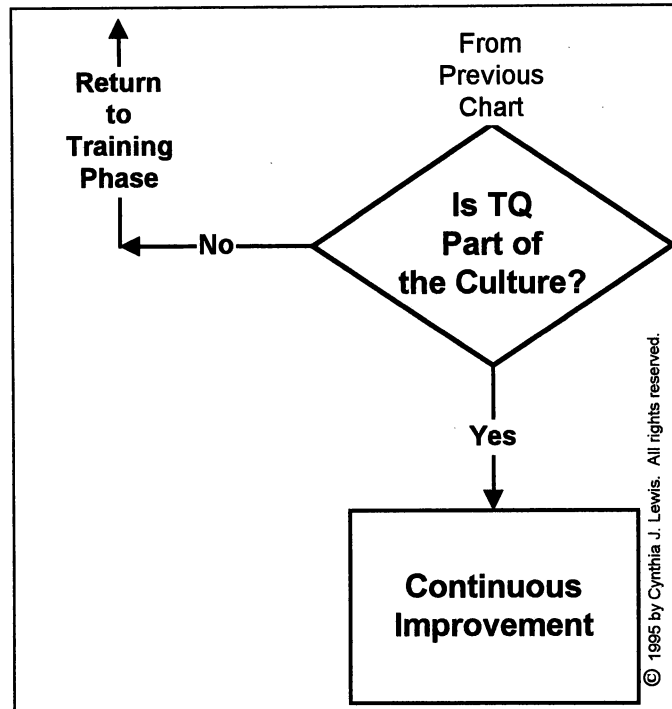 From
Previous
Chart
Is TQ
Part of
the Culture?
No
Return
to
Training
Phase
Yes
Continuous
Improvement
© 1995 by Cynthia J. Lewis. All rights reserved.